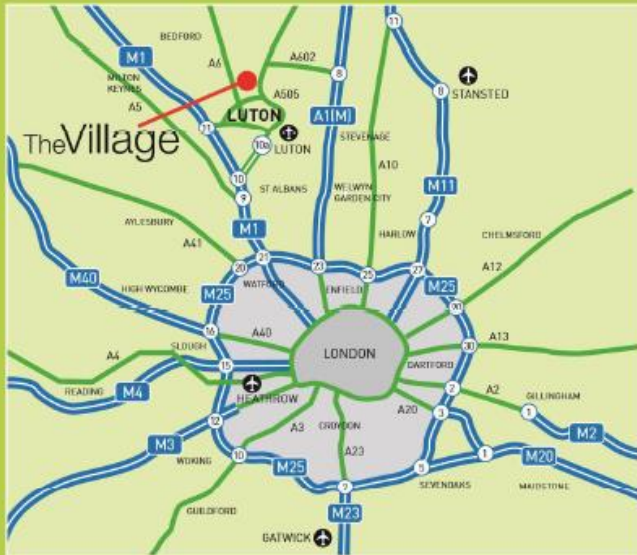 BEDFORD
A6
A602
11
M1
MILTON
KEYNES
A5
8
8
STANSTED
A505
LUTON
A1(M)
TheVillage
21
10a
LUTON
STEVENAGE
A10
10
9
ST ALBANS
WELWYN
GARDEN CITY
M11
AYLESBURY
A41
M1
7
HARLOW
CHELMSFORD
A12
20
21
23
25
27
M40
HIGH WYCOMBE
M25
WATFORD
ENFIELD
M25
16
A40
LONDON
A13
30
A4
SLOUGH
15
DARTFORD
HEATHROW
2
A2
GILLINGHAM
READING
M4
A20
3
1
M2
12
A3
CROYDON
M3
A23
WOKING
10
M25
5
1
M20
SEVENOAKS
MAIDSTONE
GUILDFORD
M23
GATWICK